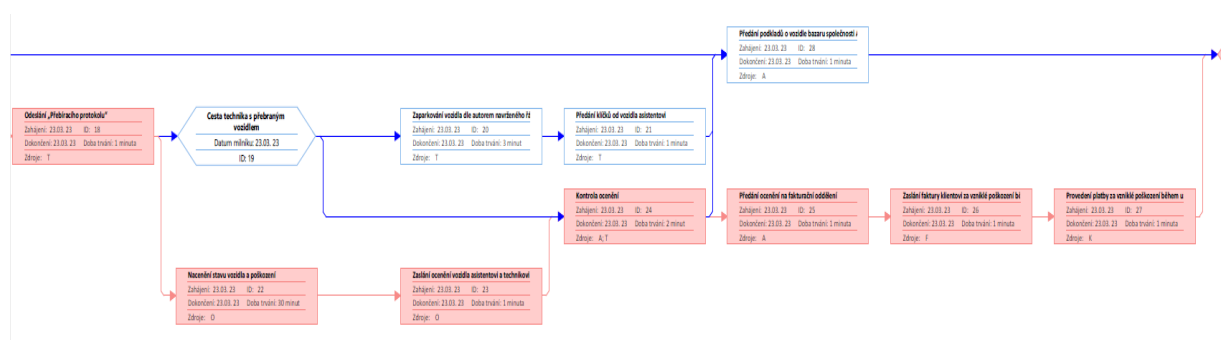 Předání podkladů o vozidle bazaru společností
Zahájení: 23.03. 23 ID: 28
Dokončení: 23.03. 23 Doba trvání: 1 minuta
Zdroje: A
Odeslání „Přebíracího protokolu“
Zahájení: 23.03. 23 ID: 18
Dokončení: 23.03. 23 Doba trvání: 1 minuta
Zdroje: T
Cesta technika s přebraným
vozidlem
Datum milníku: 23.03. 23
ID: 19
Zaparkování vozidla dle autorem navrženého
Zahájení: 23.03. 23 ID: 20
Dokončení: 23.03. 23 Doba trvání: 3 minut
Zdroje: T
Předání klíčků od vozidla asistentovi
Zahájení: 23.03. 23 ID: 21
Dokončení: 23.03. 23 Doba trvání: 1 minuta
Zdroje: T
Kontrola ocenění
Zahájení: 23.03. 23 ID: 24
Dokončení: 23.03. 23 Doba trvání: 2 minut
Zdroje: A; T
Předání ocenění na fakturační oddělení
Zahájení: 23.03. 23 ID: 25
Dokončení: 23.03. 23 Doba trvání: 1 minuta
Zdroje: A
Zaslání faktury klientovi za vzniklé poškození bě
Zahájení: 23.03. 23 ID: 26
Dokončení: 23.03. 23 Doba trvání: 1 minuta
Zdroje: F
Provedení platby za vzniklé poškození během u
Zahájení: 23.03. 23 ID: 27
Dokončení: 23.03. 23 Doba trvání: 1 minuta
Zdroje: K
Nacenění stavu vozidla a poškození
Zahájení: 23.03. 23 ID: 22
Dokončení: 23.03. 23 Doba trvání: 30 minut
Zdroje: O
Zaslání ocenění vozidla asistentovi a technikovi
Zahájení: 23.03. 23 ID: 23
Dokončení: 23.03. 23 Doba trvání: 1 minuta
Zdroje: O